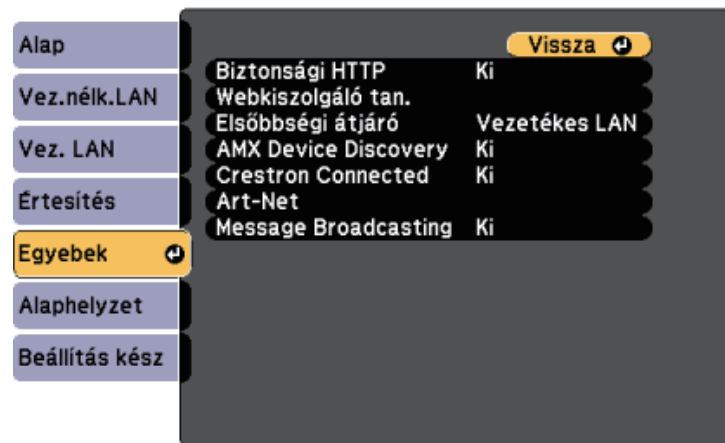 Alap
Vez.nélk.LAN
Vez. LAN
Értesítés
Egyebek
Alaphelyzet
Beállítás kész
Vissza
Biztonsági HTTP Ki
Webkiszolgáló tan.
Elsőbbségi átjáró Vezetékes LAN
AMX Device Discovery Ki
Crestron Connected Ki
Art-Net
Message Broadcasting Ki